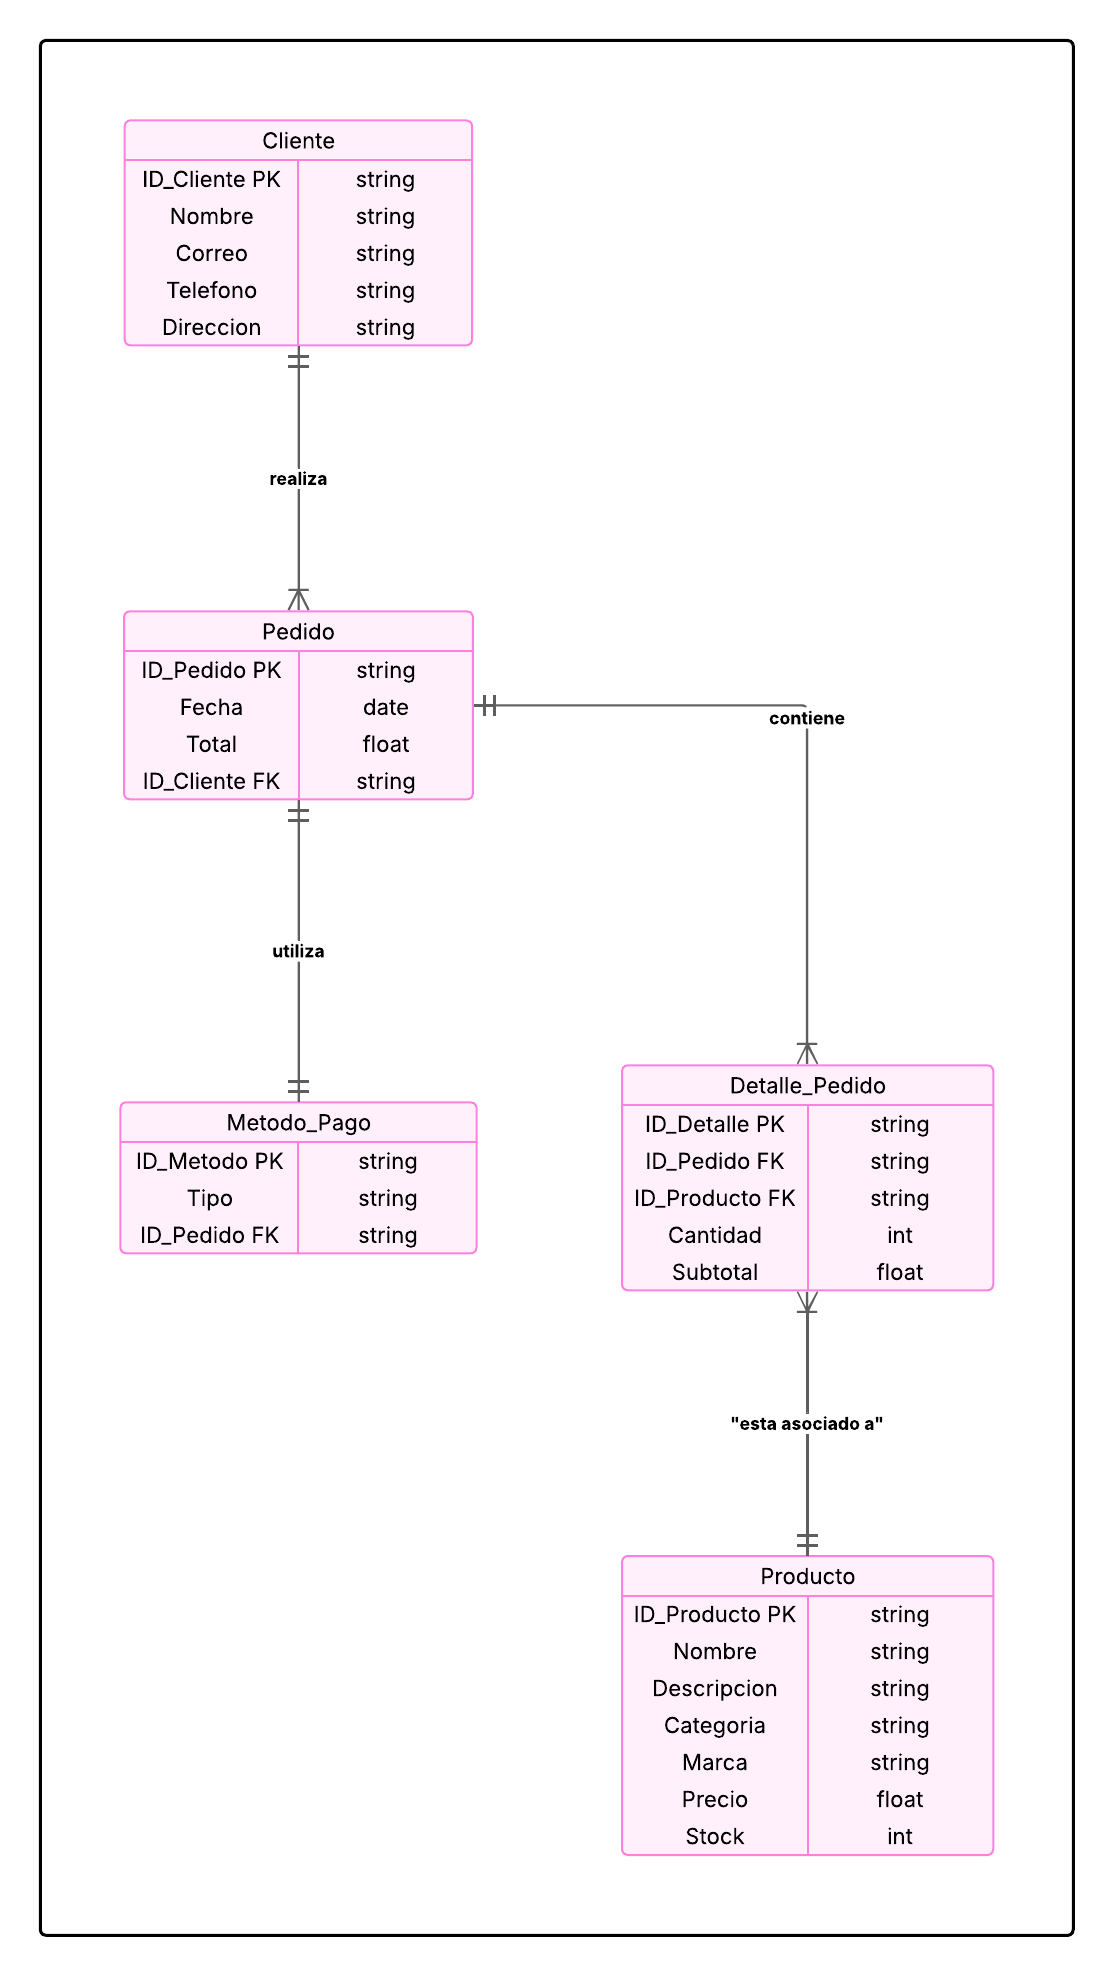 Cliente
ID_Cliente PK string
Nombre string
Correo string
Telefono string
Direccion string
realiza
Pedido
ID_Pedido PK string
Fecha date
Total float
ID_Cliente FK string
contiene
utiliza
Metodo_Pago
ID_Metodo PK string
Tipo string
ID_Pedido FK string
Detalle_Pedido
ID_Detalle PK string
ID_Pedido FK string
ID_Producto FK string
Cantidad int
Subtotal float
"esta asociado a"
Producto
ID_Producto PK string
Nombre string
Descripcion string
Categoria string
Marca string
Precio float
Stock int